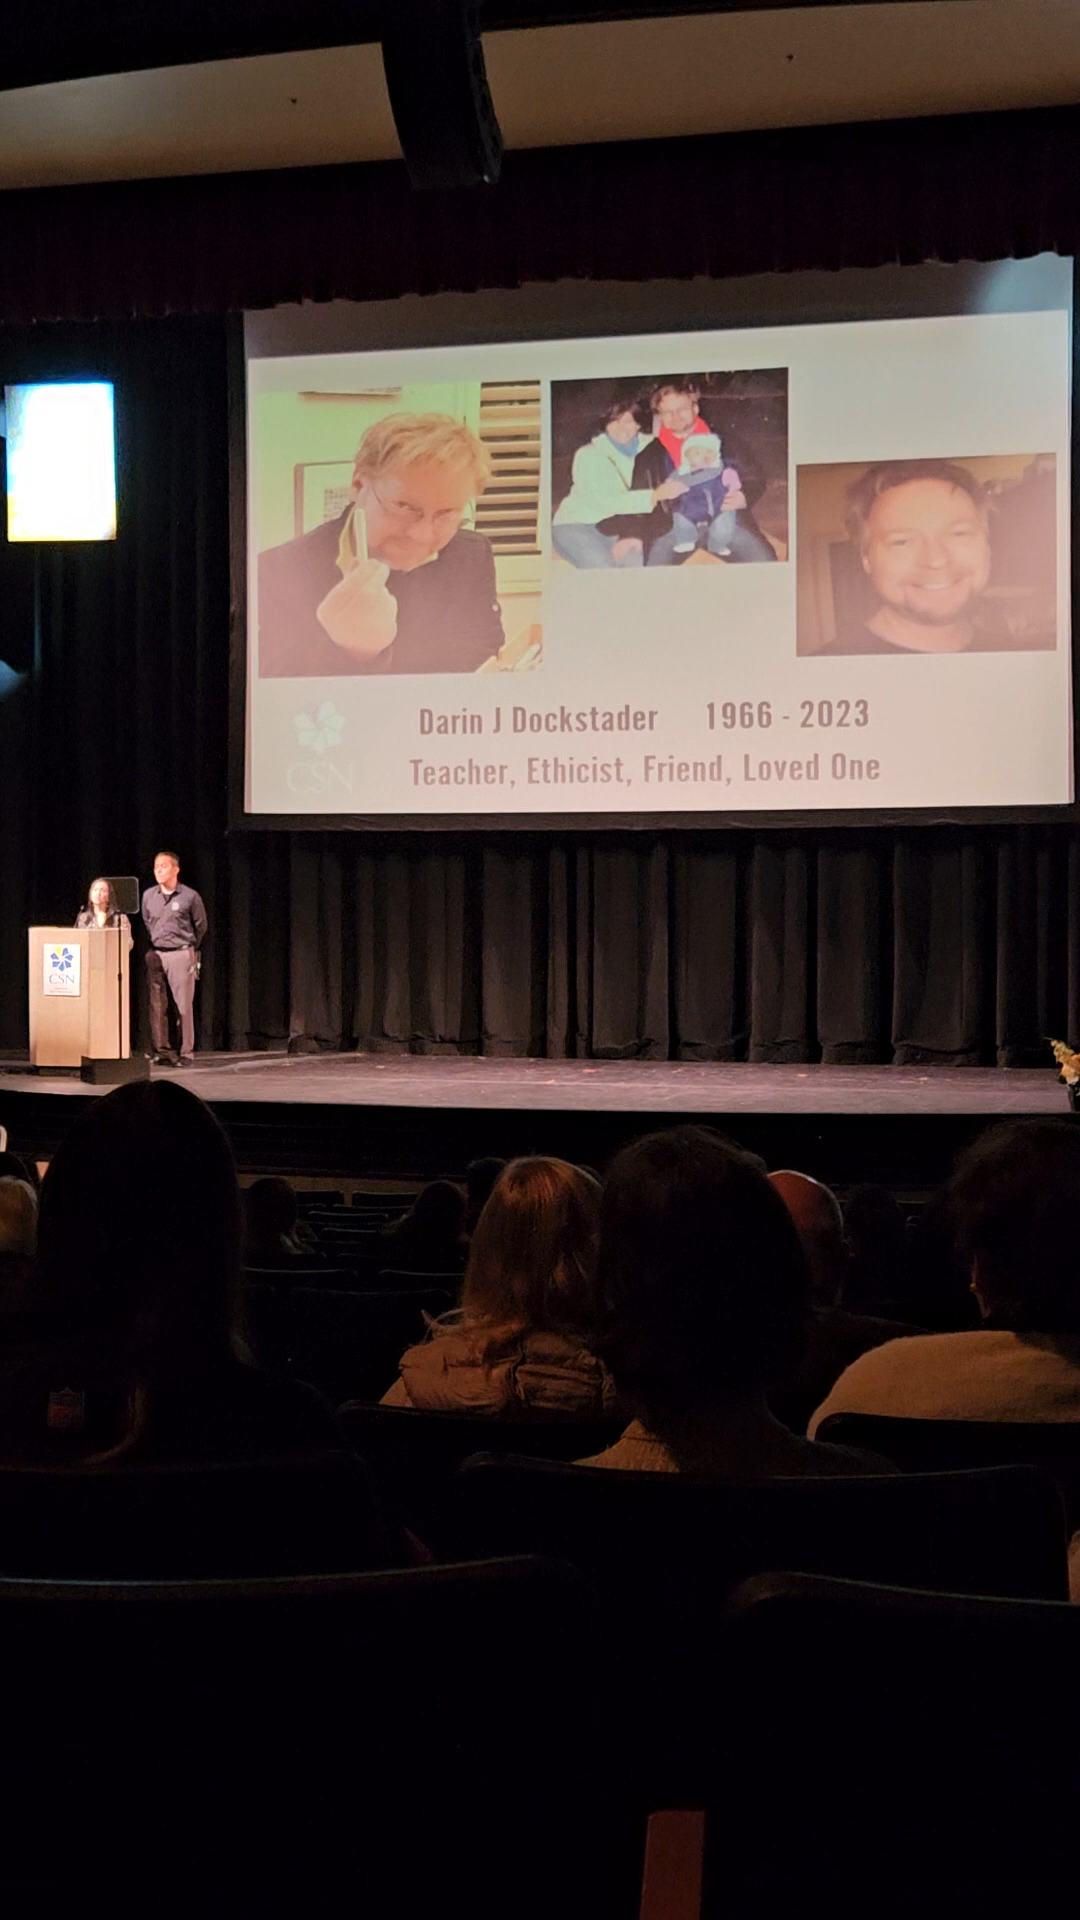 Darin J Dockstader 1966 - 2023
CSN
Teacher, Ethicist, Friend, Loved One
CSN